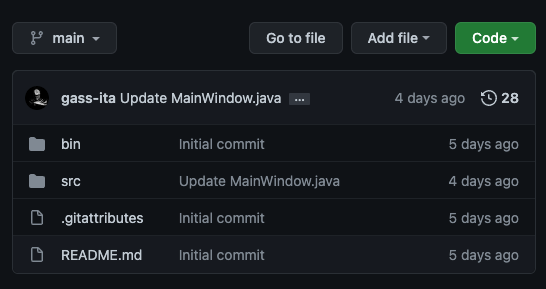 main Go to file Add file Code
gass-ita Update MainWindow.java ... 4 days ago 28
bin Initial commit 5 days ago
src Update MainWindow.java 4 days ago
.gitattributes Initial commit 5 days ago
README.md Initial commit 5 days ago